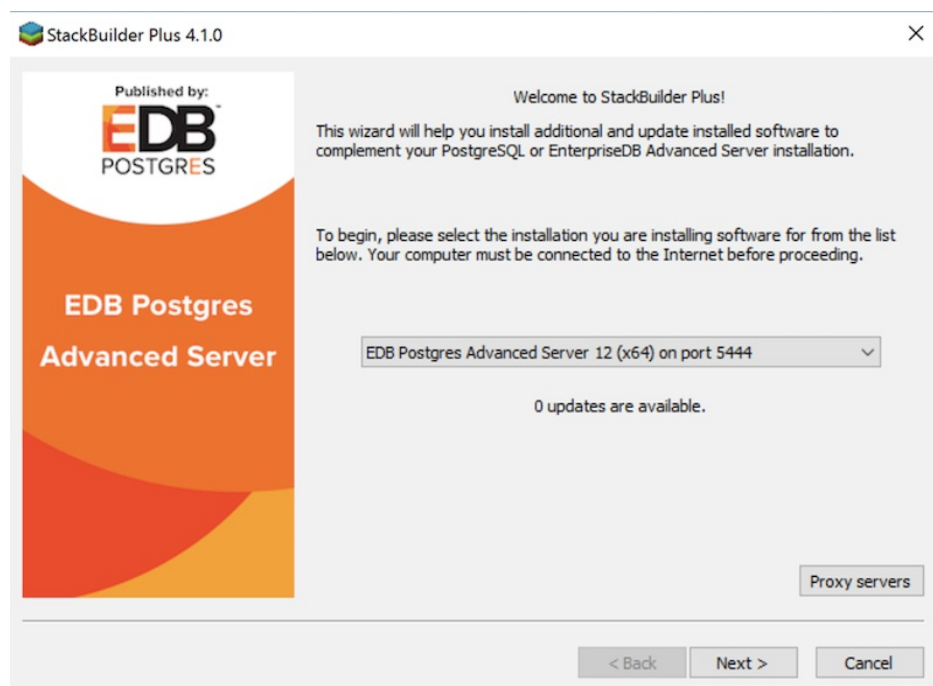 StackBuilder Plus 4.1.0
Published by:
EDB
POSTGRES
EDB Postgres
Advanced Server
Welcome to StackBuilder Plus!
This wizard will help you install additional and update installed software to
complement your PostgreSQL or EnterpriseDB Advanced Server installation.
To begin, please select the installation you are installing software for from the list
below. Your computer must be connected to the Internet before proceeding.
EDB Postgres Advanced Server 12 (x64) on port 5444
0 updates are available.
Proxy servers
< Back
Next >
Cancel